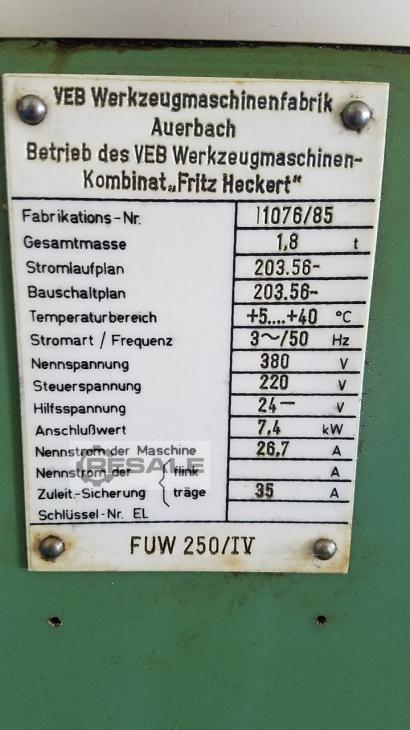 VEB Werkzeugmaschinenfabrik
Auerbach
Betrieb des VEB Werkzeugmaschinen-
Kombinat „Fritz Heckert“
Fabrikations-Nr. 11076/85
Gesamtmasse 1,8 t
Stromlaufplan 203.56-
Bauschaltplan 203.56-
Temperaturbereich +5....+40 °C
Stromart / Frequenz 3~/50 Hz
Nennspannung 380 V
Steuerspannung 220 V
Hilfsspannung 24— V
Anschlußwert 7,4 kW
Nennstrom der Maschine 26,7 A
Nennstrom der flink A
Zuleit.-Sicherung träge 35 A
Schlüssel-Nr. EL
BESALE
FUW 250/IV